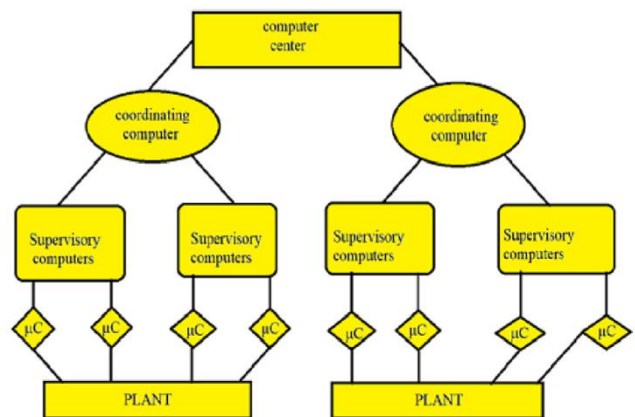 computer
center
coordinating
computer
coordinating
computer
Supervisory
computers
Supervisory
computers
Supervisory
computers
Supervisory
computers
μC
μC
μC
μC
μC
μC
μC
μC
PLANT
PLANT